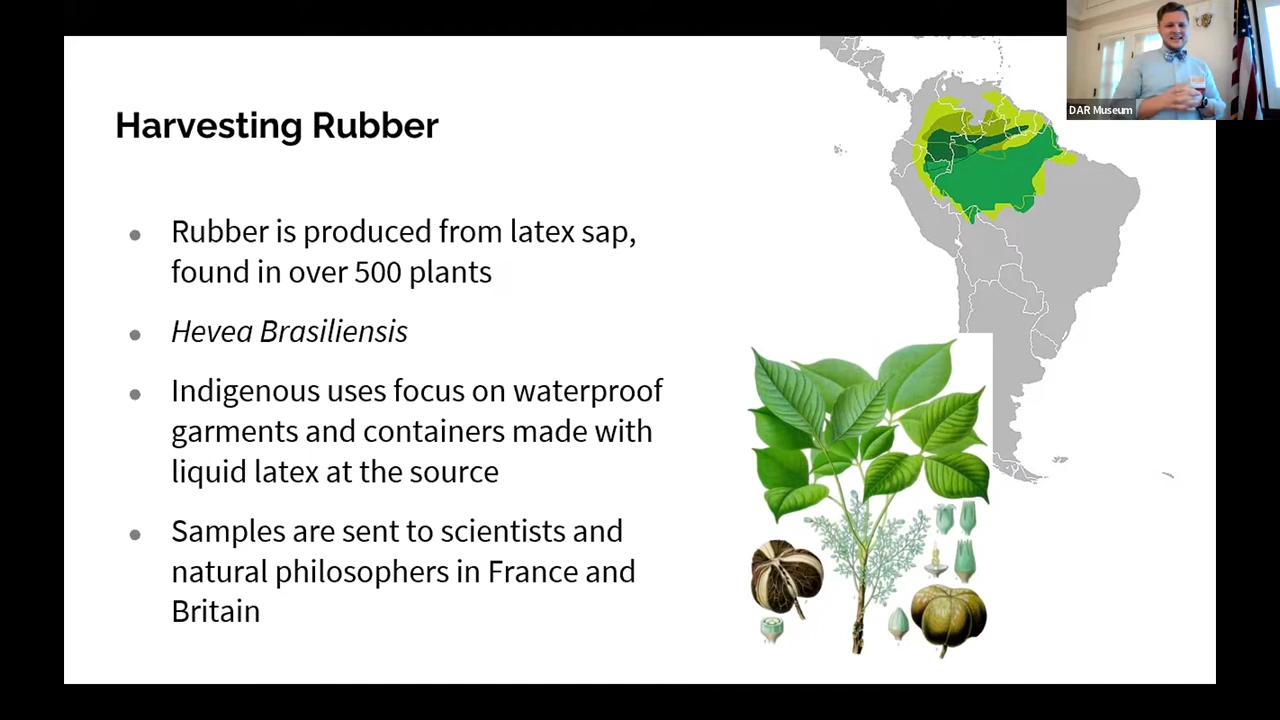 Harvesting Rubber
● Rubber is produced from latex sap,
found in over 500 plants
● Hevea Brasiliensis
● Indigenous uses focus on waterproof
garments and containers made with
liquid latex at the source
● Samples are sent to scientists and
natural philosophers in France and
Britain
DAR Museum